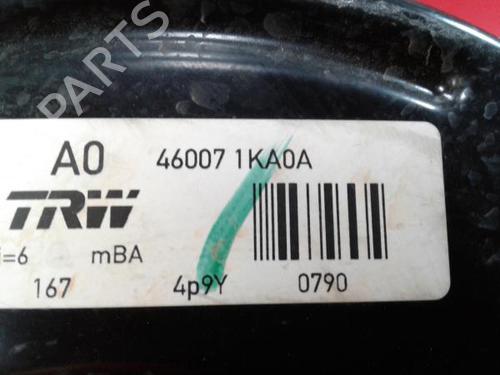 A0 46007 1KA0A
TRW
i=6 mBA
167 4p9Y 0790
B-PARTS